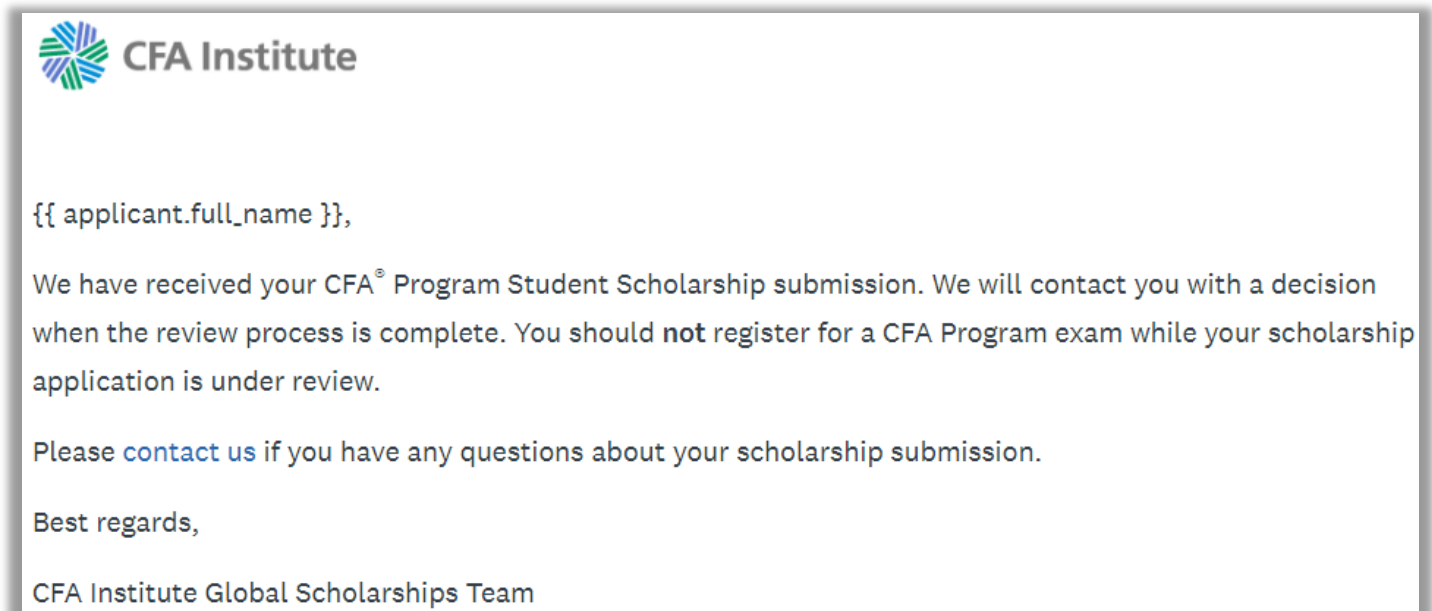 CFA Institute
{{ applicant.full_name }},
We have received your CFA® Program Student Scholarship submission. We will contact you with a decision
when the review process is complete. You should not register for a CFA Program exam while your scholarship
application is under review.
Please contact us if you have any questions about your scholarship submission.
Best regards,
CFA Institute Global Scholarships Team